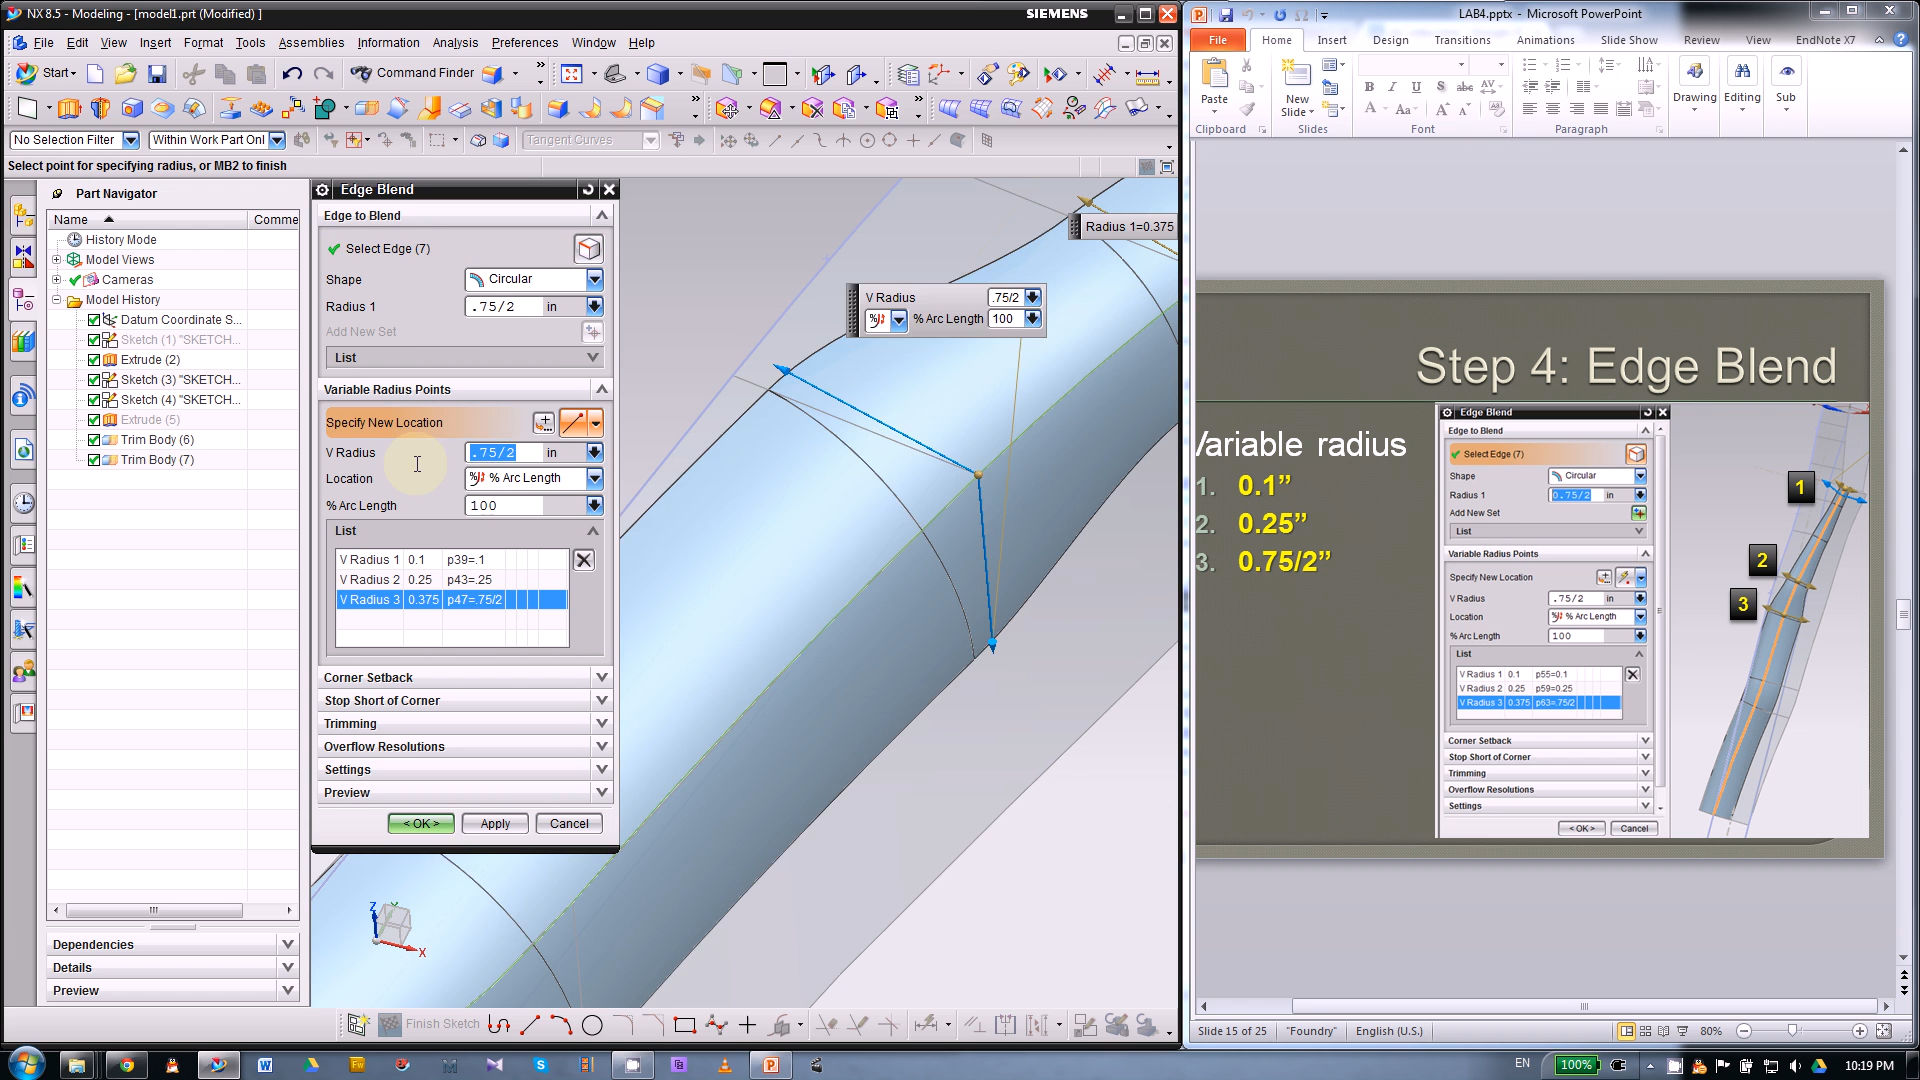 NX 8.5 - Modeling - [model1.prt (Modified) ]
SIEMENS
File Edit View Insert Format Tools Assemblies Information Analysis Preferences Window Help
Start
Command Finder
No Selection Filter
Within Work Part Onl
Tangent Curves
Select point for specifying radius, or MB2 to finish
Part Navigator
Name
Comme
History Mode
Model Views
Cameras
Model History
Datum Coordinate S...
Sketch (1) "SKETCH...
Extrude (2)
Sketch (3) "SKETCH...
Sketch (4) "SKETCH...
Extrude (5)
Trim Body (6)
Trim Body (7)
Dependencies
Details
Preview
Edge Blend
Edge to Blend
Select Edge (7)
Shape
Circular
Radius 1
.75/2
in
Add New Set
List
Variable Radius Points
Specify New Location
V Radius
.75/2
in
Location
% Arc Length
% Arc Length
100
List
V Radius 1 0.1 p39=.1
V Radius 2 0.25 p43=.25
V Radius 3 0.375 p47=.75/2
Corner Setback
Stop Short of Corner
Trimming
Overflow Resolutions
Settings
Preview
< OK >
Apply
Cancel
Radius 1=0.375
V Radius
.75/2
% Arc Length
100
Z
Y
X
Finish Sketch
LAB4.pptx - Microsoft PowerPoint
File Home Insert Design Transitions Animations Slide Show Review View EndNote X7
Paste
New
Slide
Drawing
Editing
Sub
Clipboard
Slides
Font
Paragraph
Step 4: Edge Blend
Variable radius
1. 0.1”
2. 0.25”
3. 0.75/2”
Edge Blend
Edge to Blend
Select Edge (7)
Shape
Circular
Radius 1
0.75/2
in
Add New Set
List
Variable Radius Points
Specify New Location
V Radius
.75/2
in
Location
% Arc Length
% Arc Length
100
List
V Radius 1 0.1 p55=0.1
V Radius 2 0.25 p59=0.25
V Radius 3 0.375 p63=.75/2
Corner Setback
Stop Short of Corner
Trimming
Overflow Resolutions
Settings
< OK >
Cancel
1
2
3
Slide 15 of 25
"Foundry"
English (U.S.)
80%
EN
100%
10:19 PM